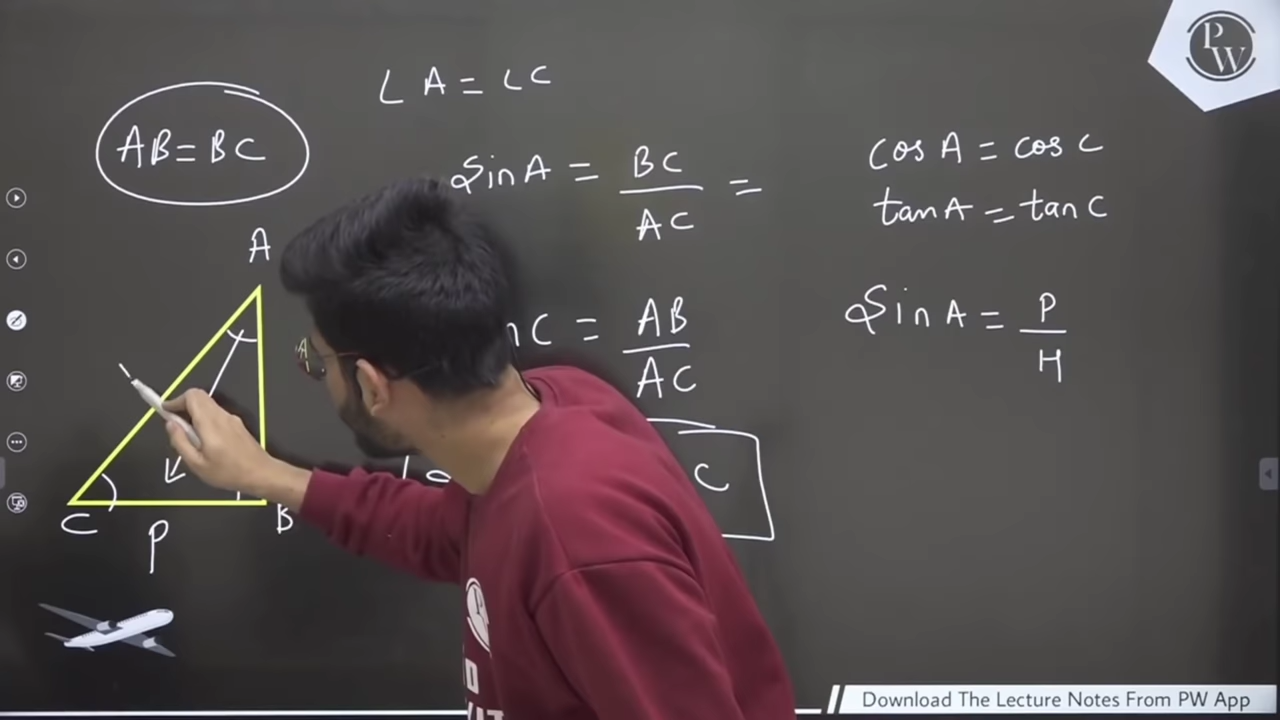 ∠A = ∠C
AB = BC
Sin A = BC / AC =
cos A = cos C
tan A = tan C
A
C = AB / AC
Sin A = P / H
C
C
B
P
PW
Download The Lecture Notes From PW App